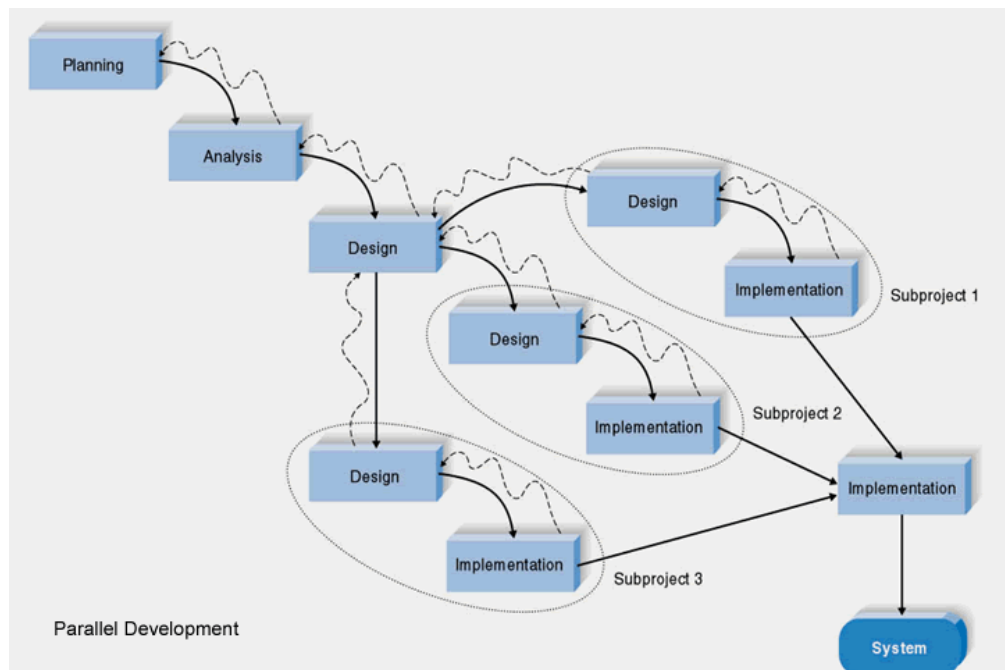 Planning
Analysis
Design
Design
Implementation
Subproject 1
Design
Implementation
Subproject 2
Design
Implementation
Subproject 3
Implementation
System
Parallel Development